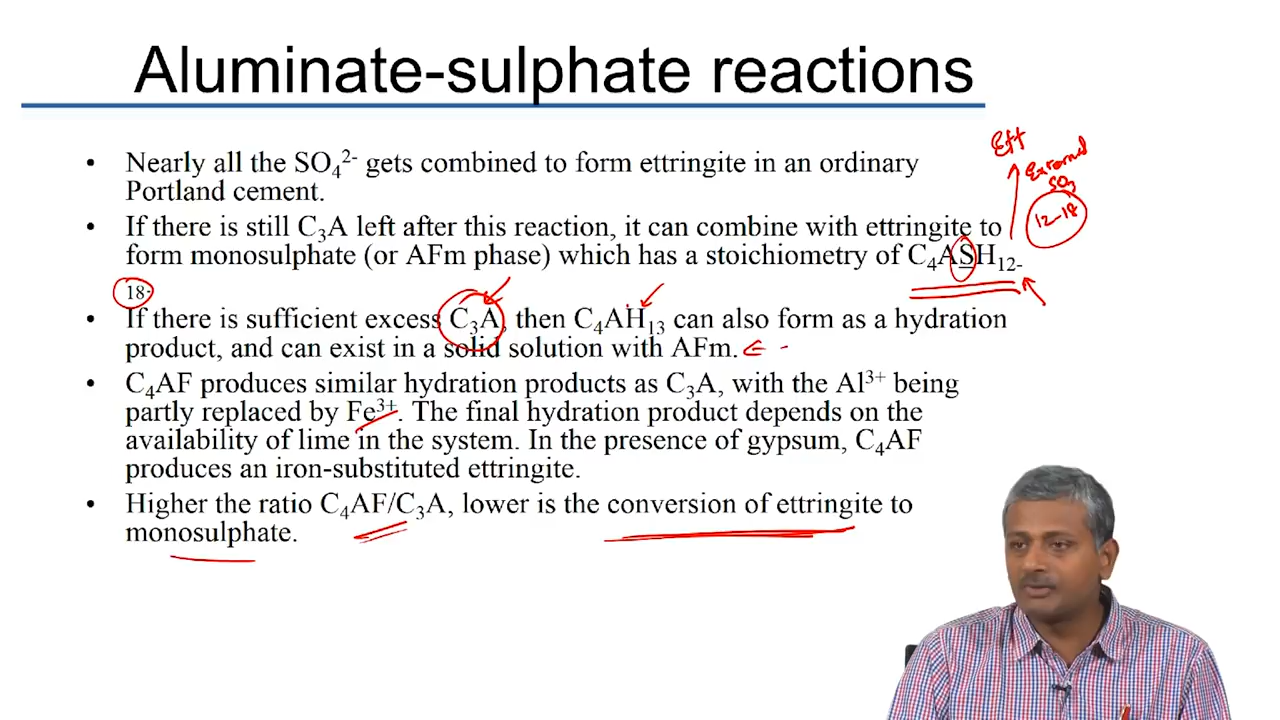 Aluminate-sulphate reactions
• Nearly all the SO₄²⁻ gets combined to form ettringite in an ordinary
Portland cement.
• If there is still C₃A left after this reaction, it can combine with ettringite to
form monosulphate (or AFm phase) which has a stoichiometry of C₄ASH₁₂₋
₁₈.
• If there is sufficient excess C₃A, then C₄AH₁₃ can also form as a hydration
product, and can exist in a solid solution with AFm.
• C₄AF produces similar hydration products as C₃A, with the Al³⁺ being
partly replaced by Fe³⁺. The final hydration product depends on the
availability of lime in the system. In the presence of gypsum, C₄AF
produces an iron-substituted ettringite.
• Higher the ratio C₄AF/C₃A, lower is the conversion of ettringite to
monosulphate.
Ett
External
SO₃
12-18